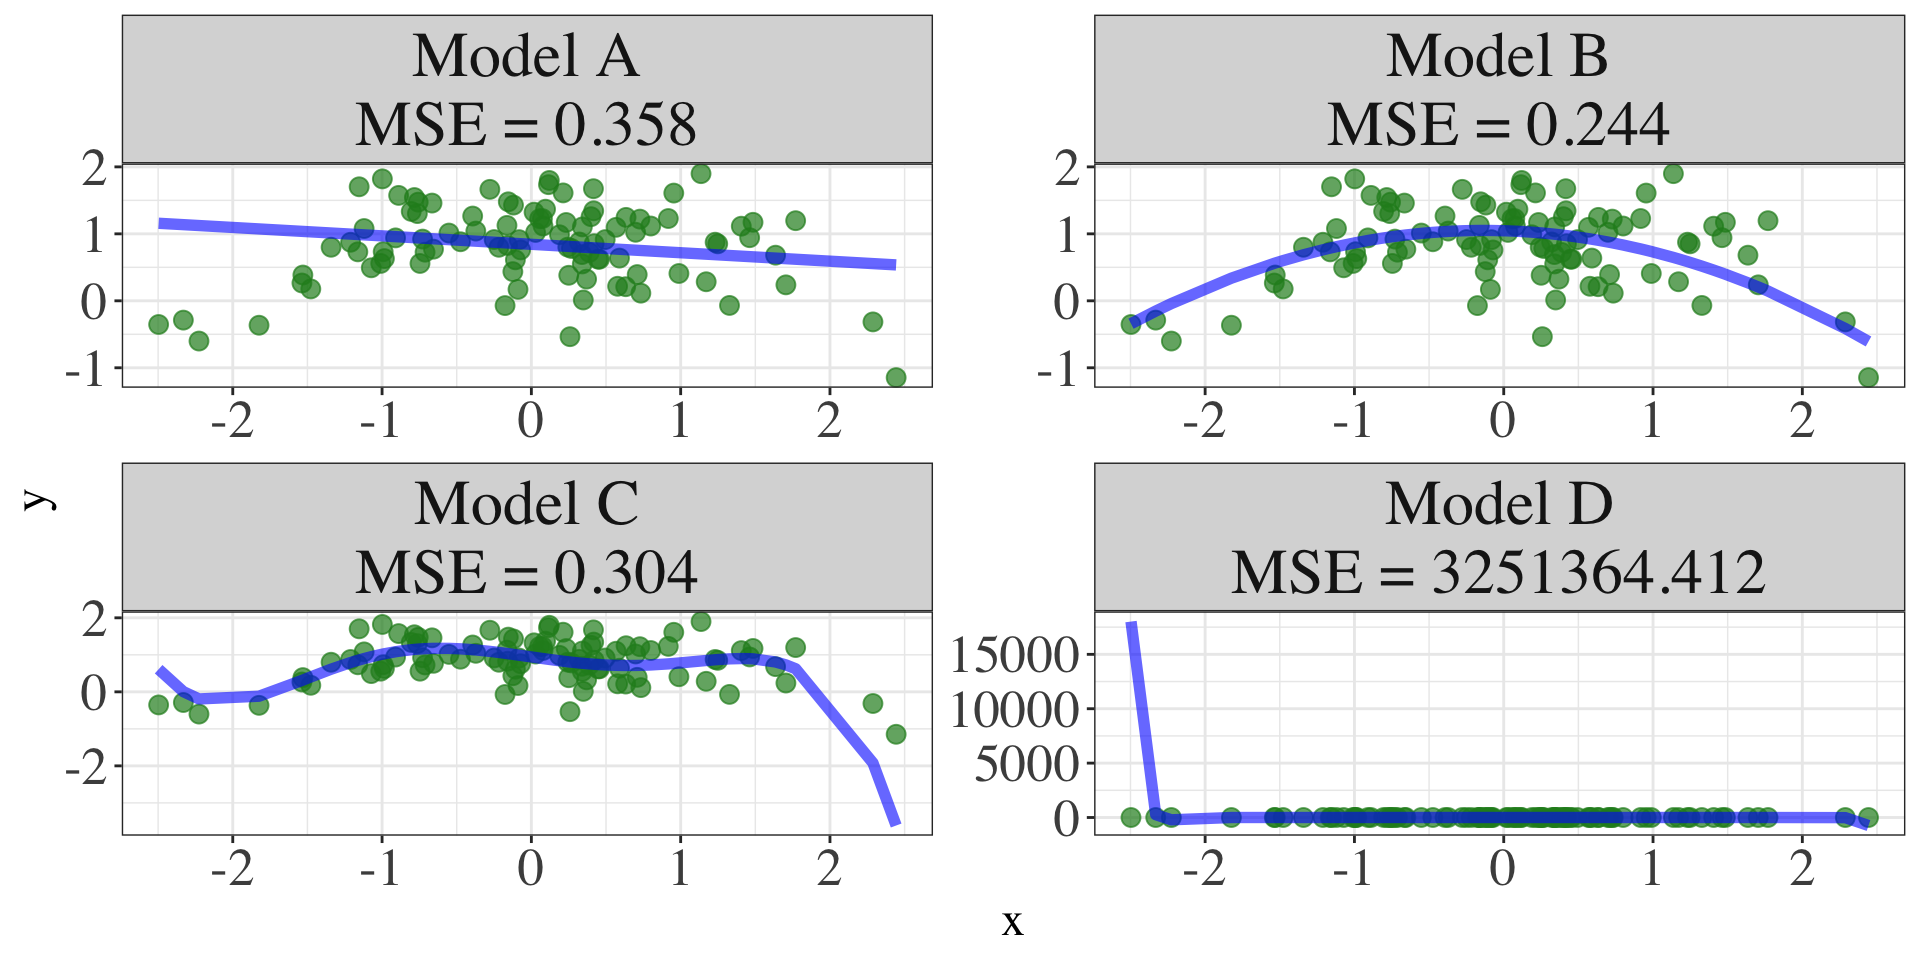 Model A
MSE = 0.358
2
1
0
-1
-2 -1 0 1 2
Model B
MSE = 0.244
2
1
0
-1
-2 -1 0 1 2
y
Model C
MSE = 0.304
2
0
-2
-2 -1 0 1 2
Model D
MSE = 3251364.412
15000
10000
5000
0
-2 -1 0 1 2
x